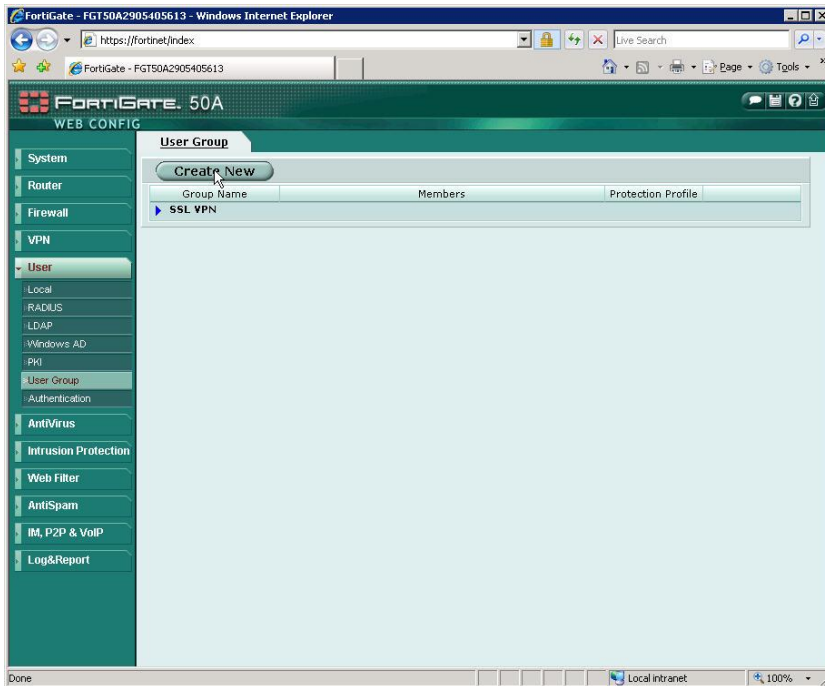 FortiGate - FGT50A2905405613 - Windows Internet Explorer
https://fortinet/index
Live Search
FortiGate - FGT50A2905405613
Page
Tools
FORTIGATE. 50A
WEB CONFIG
User Group
System
Router
Firewall
VPN
User
Local
RADIUS
LDAP
Windows AD
PKI
User Group
Authentication
AntiVirus
Intrusion Protection
Web Filter
AntiSpam
IM, P2P & VoIP
Log&Report
Create New
Group Name Members Protection Profile
SSL VPN
Done
Local intranet
100%